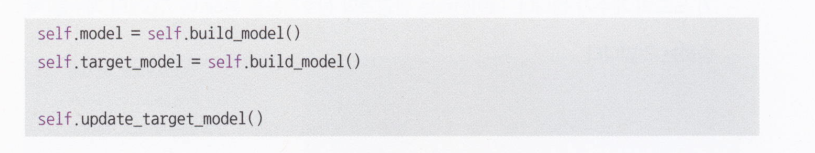 self.model = self.build_model()
self.target_model = self.build_model()
self.update_target_model()